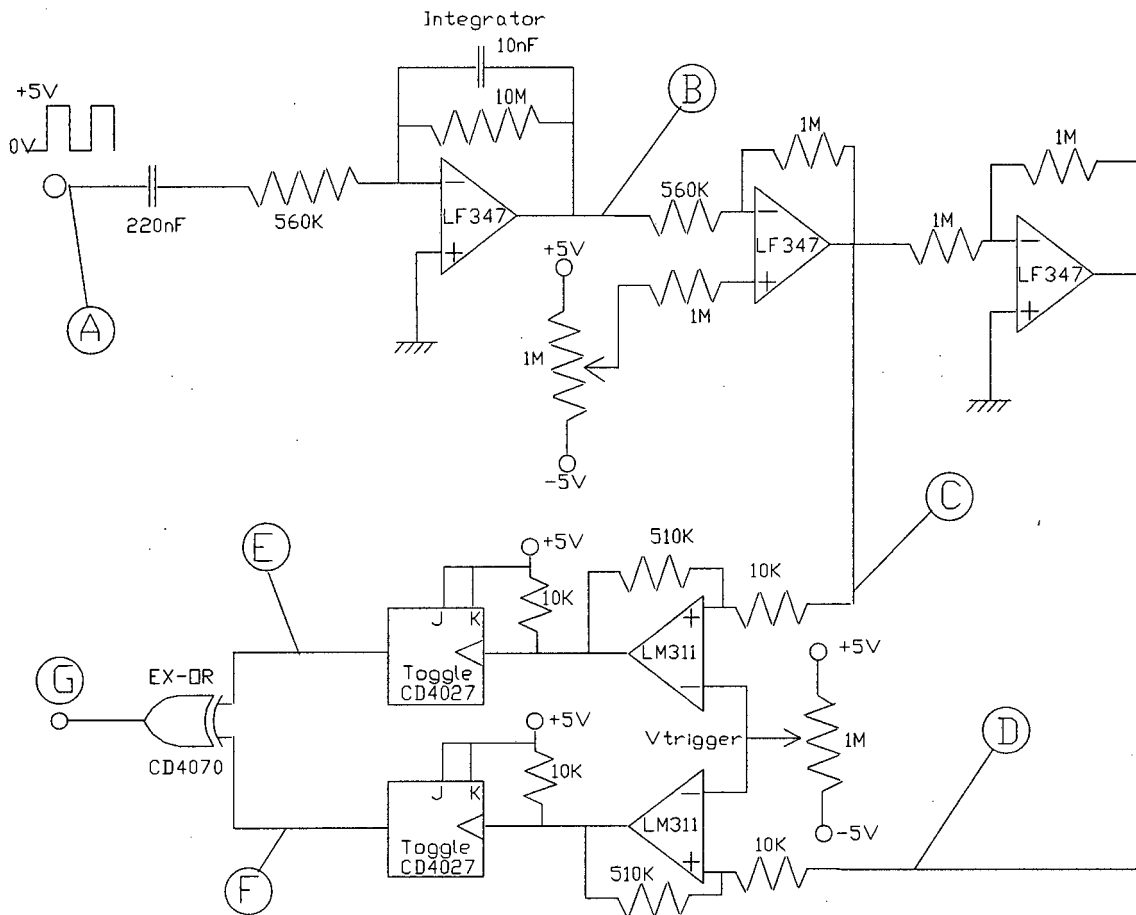 Integrator
10nF
10M
+5V
0V
220nF
560K
LF347
−
+
A
B
1M
560K
LF347
−
+
+5V
1M
1M
−5V
1M
1M
LF347
−
+
C
E
+5V
510K
10K
J K
10K
Toggle
CD4027
LM311
+
−
+5V
G
EX-OR
CD4070
+5V
Vtrigger
1M
D
J K
10K
−
LM311
+
−5V
10K
Toggle
CD4027
510K
F